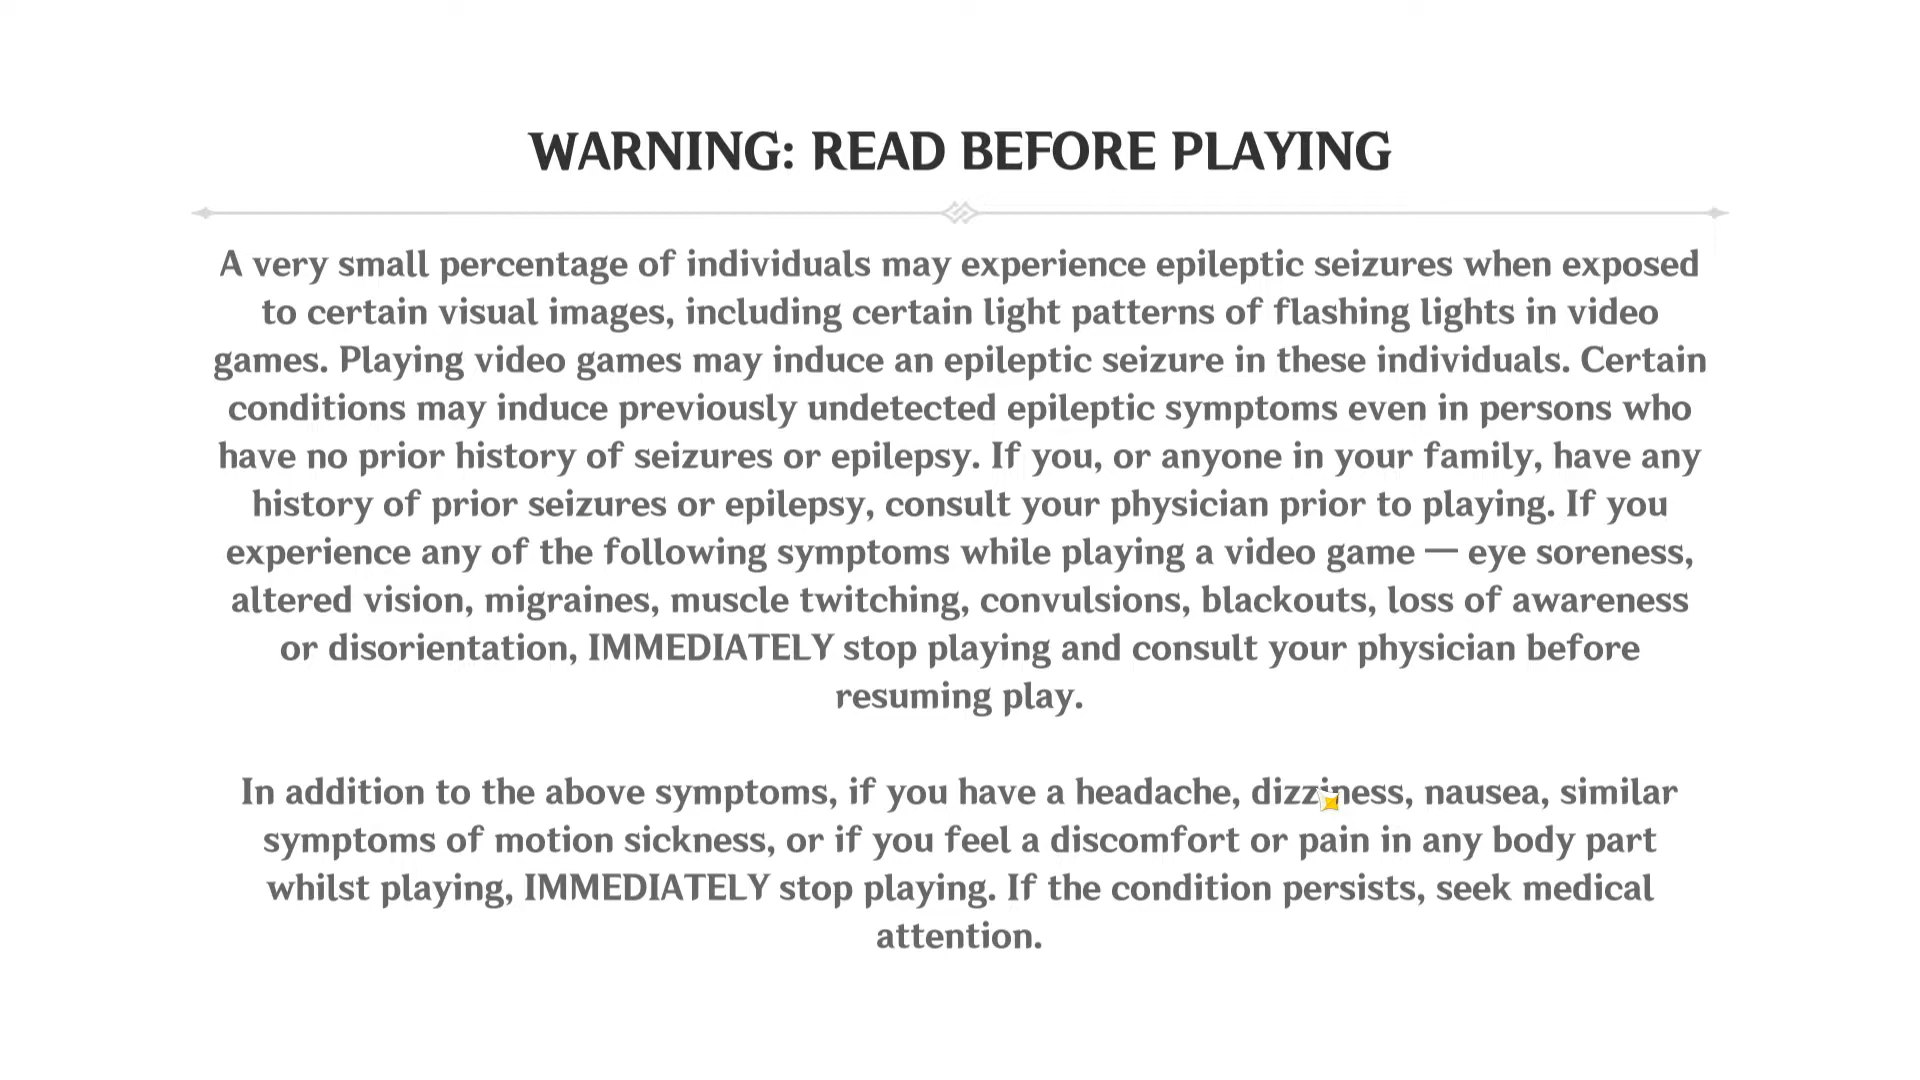 WARNING: READ BEFORE PLAYING
A very small percentage of individuals may experience epileptic seizures when exposed
to certain visual images, including certain light patterns of flashing lights in video
games. Playing video games may induce an epileptic seizure in these individuals. Certain
conditions may induce previously undetected epileptic symptoms even in persons who
have no prior history of seizures or epilepsy. If you, or anyone in your family, have any
history of prior seizures or epilepsy, consult your physician prior to playing. If you
experience any of the following symptoms while playing a video game — eye soreness,
altered vision, migraines, muscle twitching, convulsions, blackouts, loss of awareness
or disorientation, IMMEDIATELY stop playing and consult your physician before
resuming play.
In addition to the above symptoms, if you have a headache, dizziness, nausea, similar
symptoms of motion sickness, or if you feel a discomfort or pain in any body part
whilst playing, IMMEDIATELY stop playing. If the condition persists, seek medical
attention.